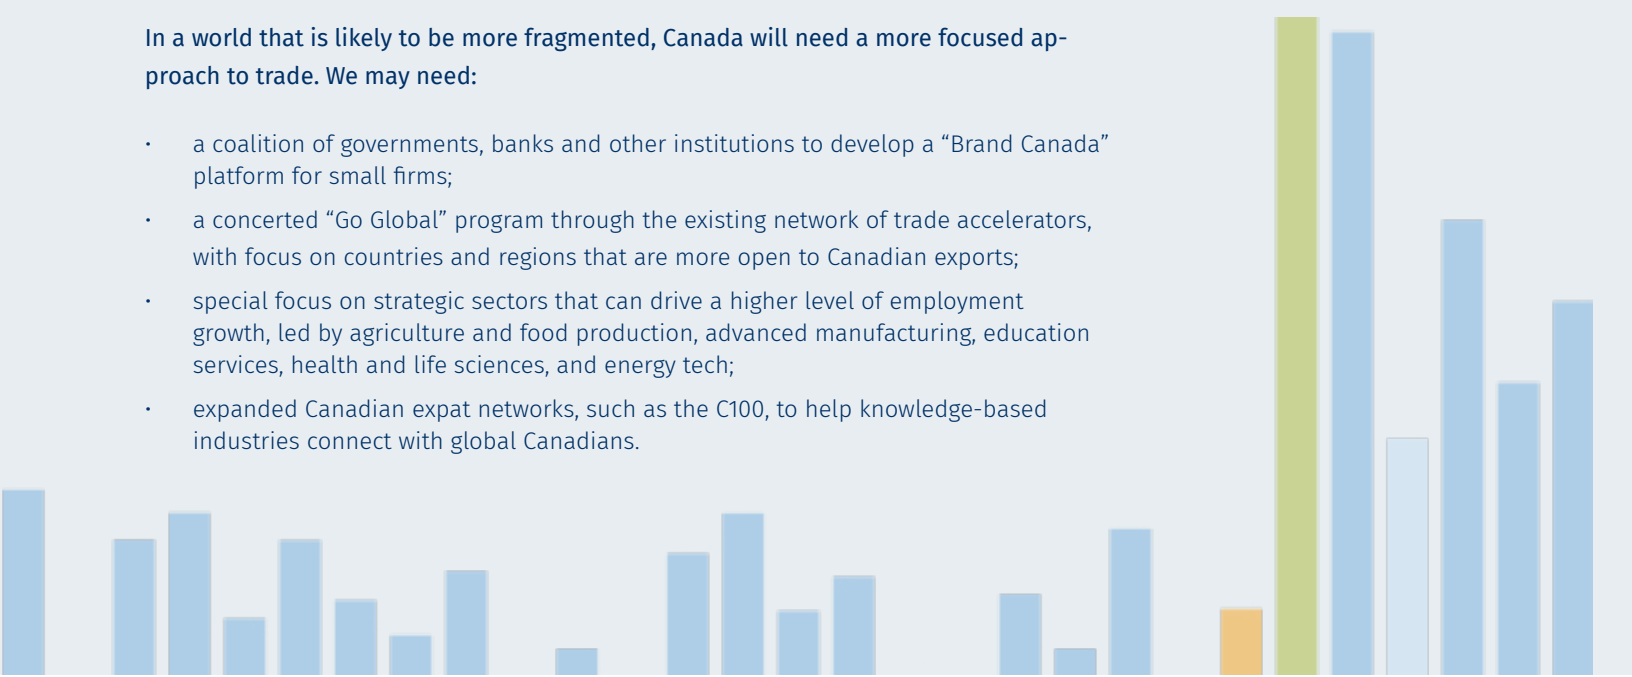 In a world that is likely to be more fragmented, Canada will need a more focused ap-
proach to trade. We may need:
· a coalition of governments, banks and other institutions to develop a “Brand Canada”
platform for small firms;
· a concerted “Go Global” program through the existing network of trade accelerators,
with focus on countries and regions that are more open to Canadian exports;
· special focus on strategic sectors that can drive a higher level of employment
growth, led by agriculture and food production, advanced manufacturing, education
services, health and life sciences, and energy tech;
· expanded Canadian expat networks, such as the C100, to help knowledge-based
industries connect with global Canadians.